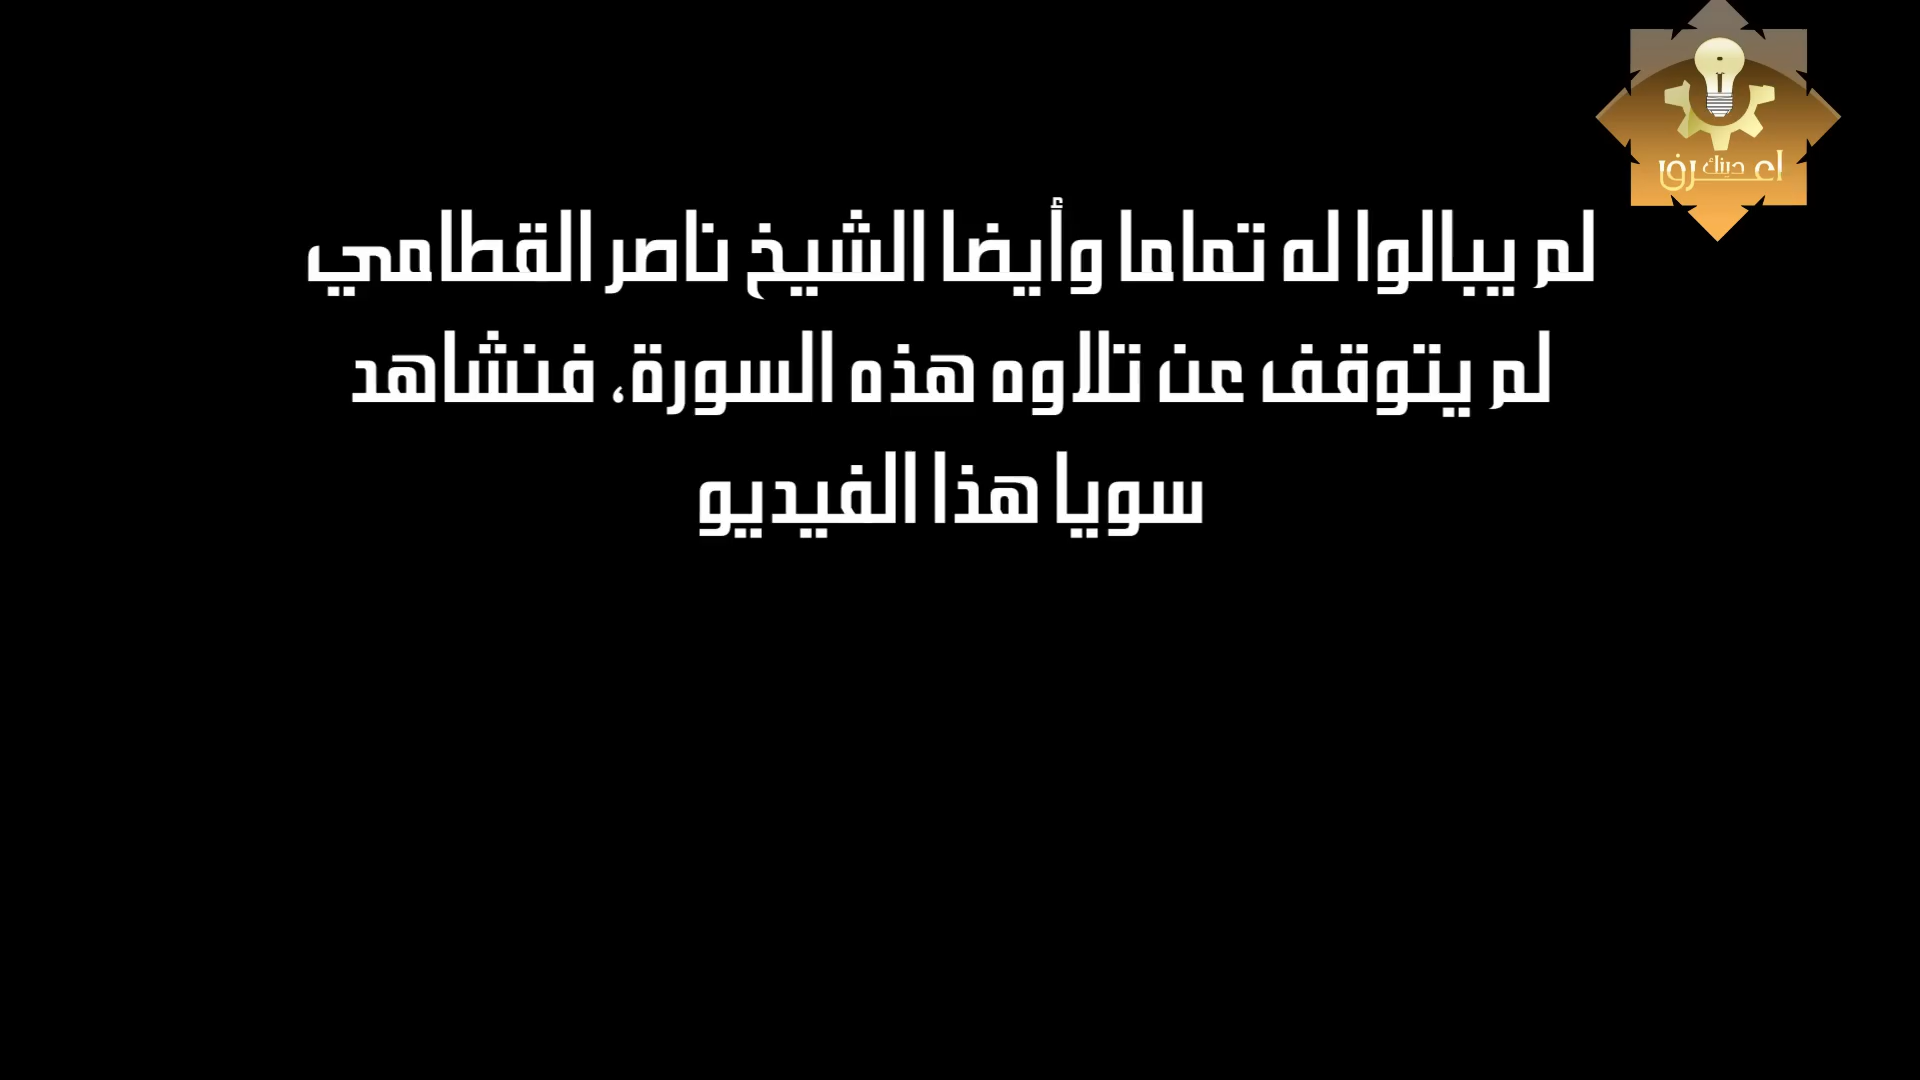 اعرف دينك
لم يبالوا له تماما وأيضا الشيخ ناصر القطامي
لم يتوقف عن تلاوه هذه السورة، فنشاهد
سويا هذا الفيديو